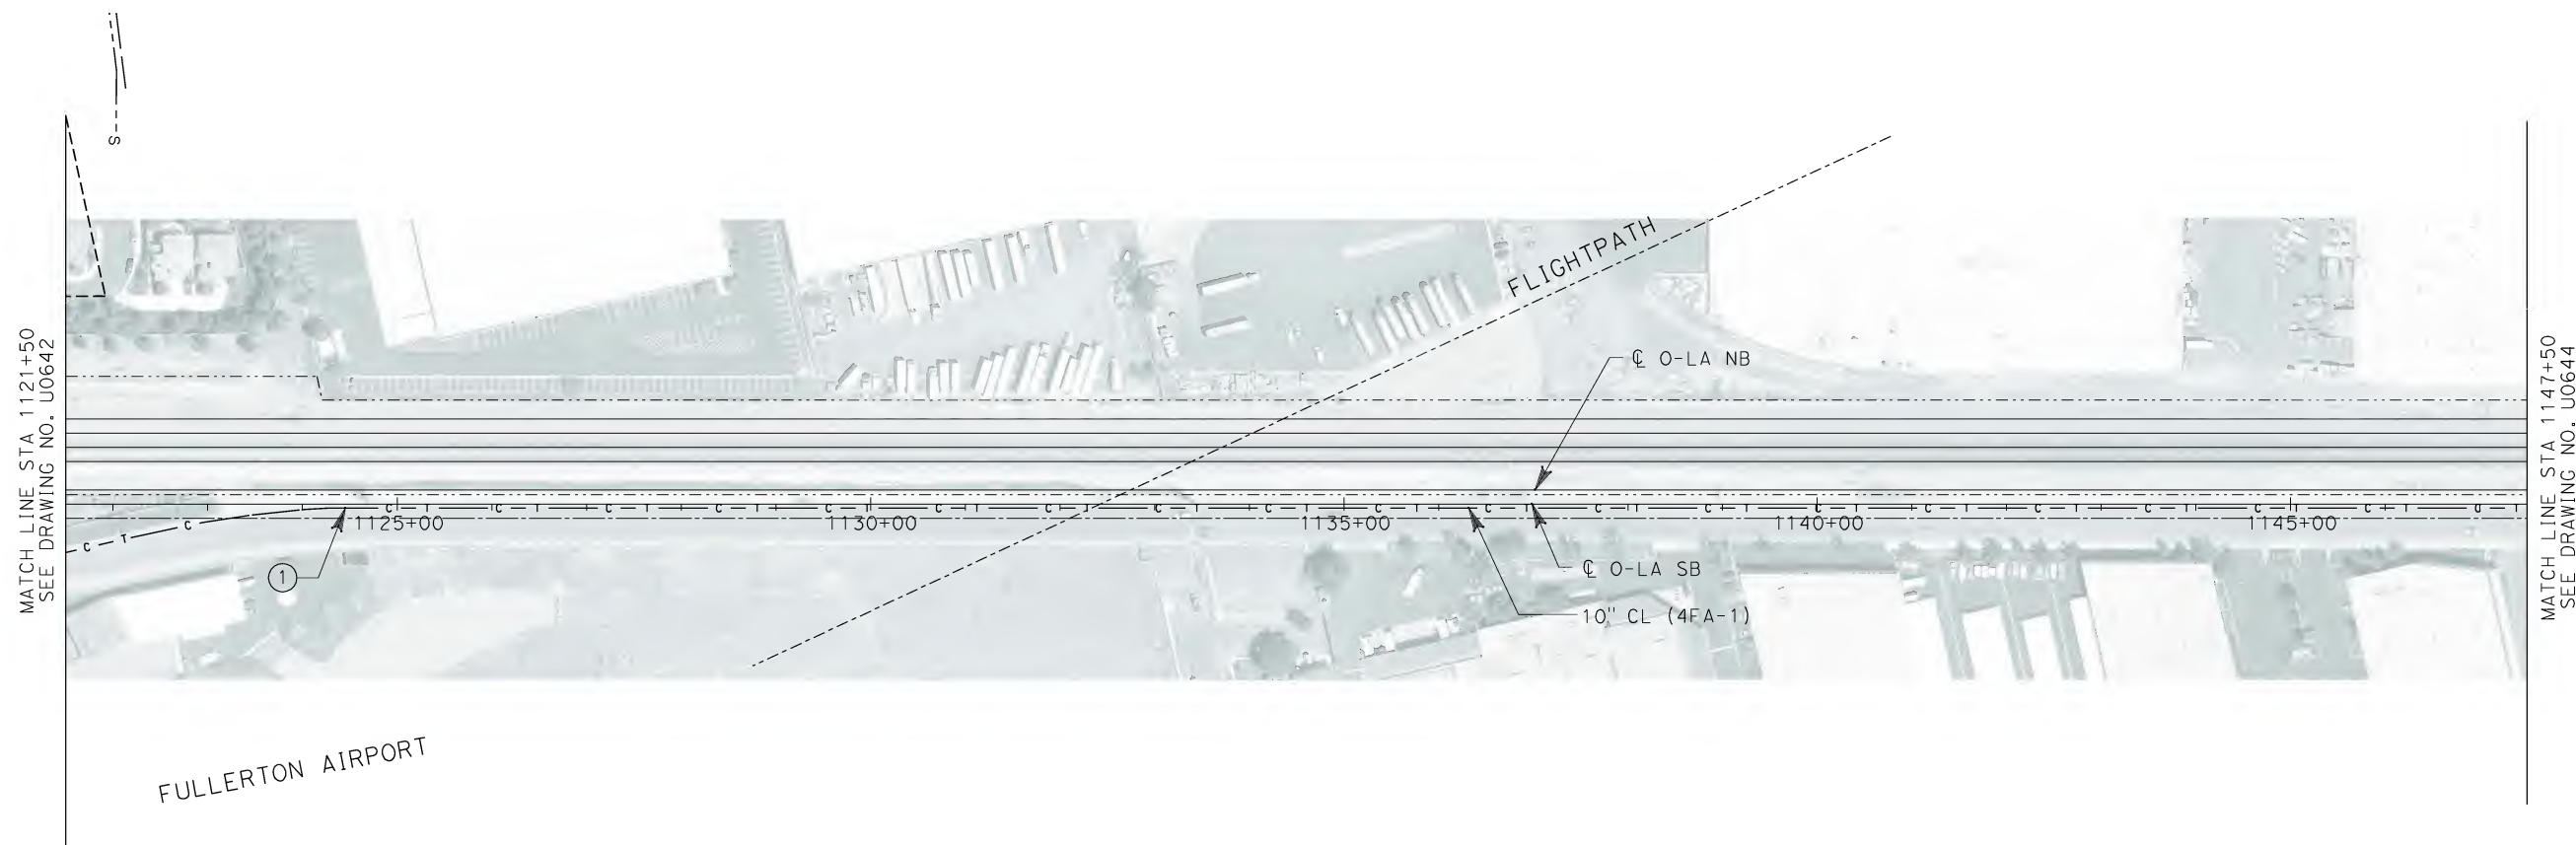 S
MATCH LINE STA 1121+50
SEE DRAWING NO. U0642
FLIGHTPATH
℄ O-LA NB
MATCH LINE STA 1147+50
SEE DRAWING NO. U0644
C T C C T C T C T C T C T C T C T C T C T C T C T C T C T C T C T C T C T C T C T C T C T C
1125+00
1130+00
1135+00
1140+00
1145+00
1
℄ O-LA SB
10" CL (4FA-1)
FULLERTON AIRPORT